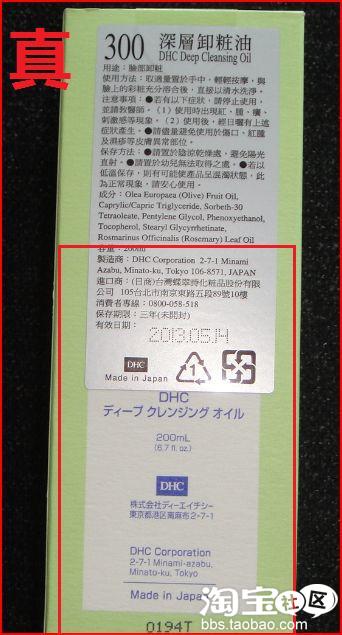 真
300 深層卸粧油
DHC Deep Cleansing Oil
用途：臉部卸粧
使用方法：取適量置於手中，輕輕按摩，與
臉上的彩粧充分溶合後，直接以清水洗淨。
注意事項：●若有以下症狀，請停止使用，
並請教醫師。（1）使用時出現紅、腫、癢、
刺激感等現象。（2）使用後，經日曬有上述
症狀產生。●請儘量避免使用於傷口、紅腫
及濕疹等皮膚異常部位。
保存方法：●請置於陰涼乾燥處，避免陽光
直射。●請置於幼兒無法取得之處。●若以
低溫保存，則有可能使產品呈混濁狀態，此
為正常現象，請安心使用。
成分：Olea Europaea (Olive) Fruit Oil,
Caprylic/Capric Triglyceride, Sorbeth-30
Tetraoleate, Pentylene Glycol, Phenoxyethanol,
Tocopherol, Stearyl Glycyrrhetinate,
Rosmarinus Officinalis (Rosemary) Leaf Oil
容量：200ml
製造商：DHC Corporation 2-7-1 Minami
Azabu, Minato-ku, Tokyo 106-8571, JAPAN
進口商：(日商)台灣蝶翠詩化粧品股份有限
公司 105台北市南京東路五段89號10樓
消費者專線：0800-058-518
保存期限：三年(未開封)
有效日期：
2013.05.14
DHC
Made in Japan
1
DHC
ディープ クレンジング オイル
200mL
(6.7 fl. oz.)
DHC
株式会社ディーエイチシー
東京都港区南麻布2-7-1
DHC Corporation
2-7-1 Minami-azabu,
Minato-ku, Tokyo
Made in Japan
0194T
淘宝社区
bbs.taobao.com